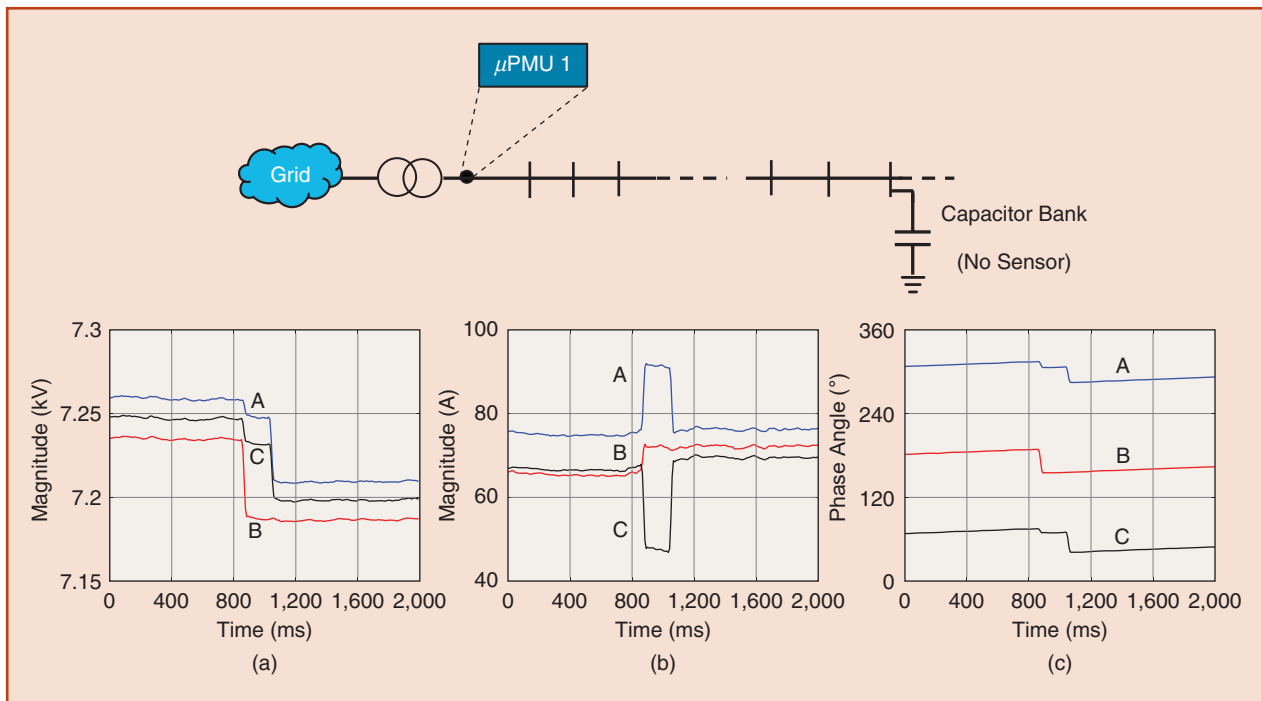 μPMU 1
Grid
Capacitor Bank
(No Sensor)
7.3
7.25
7.2
7.15
Magnitude (kV)
A
C
B
0 400 800 1,200 1,600 2,000
Time (ms)
(a)
100
80
60
40
Magnitude (A)
A
B
C
0 400 800 1,200 1,600 2,000
Time (ms)
(b)
360
240
120
0
Phase Angle (°)
A
B
C
0 400 800 1,200 1,600 2,000
Time (ms)
(c)